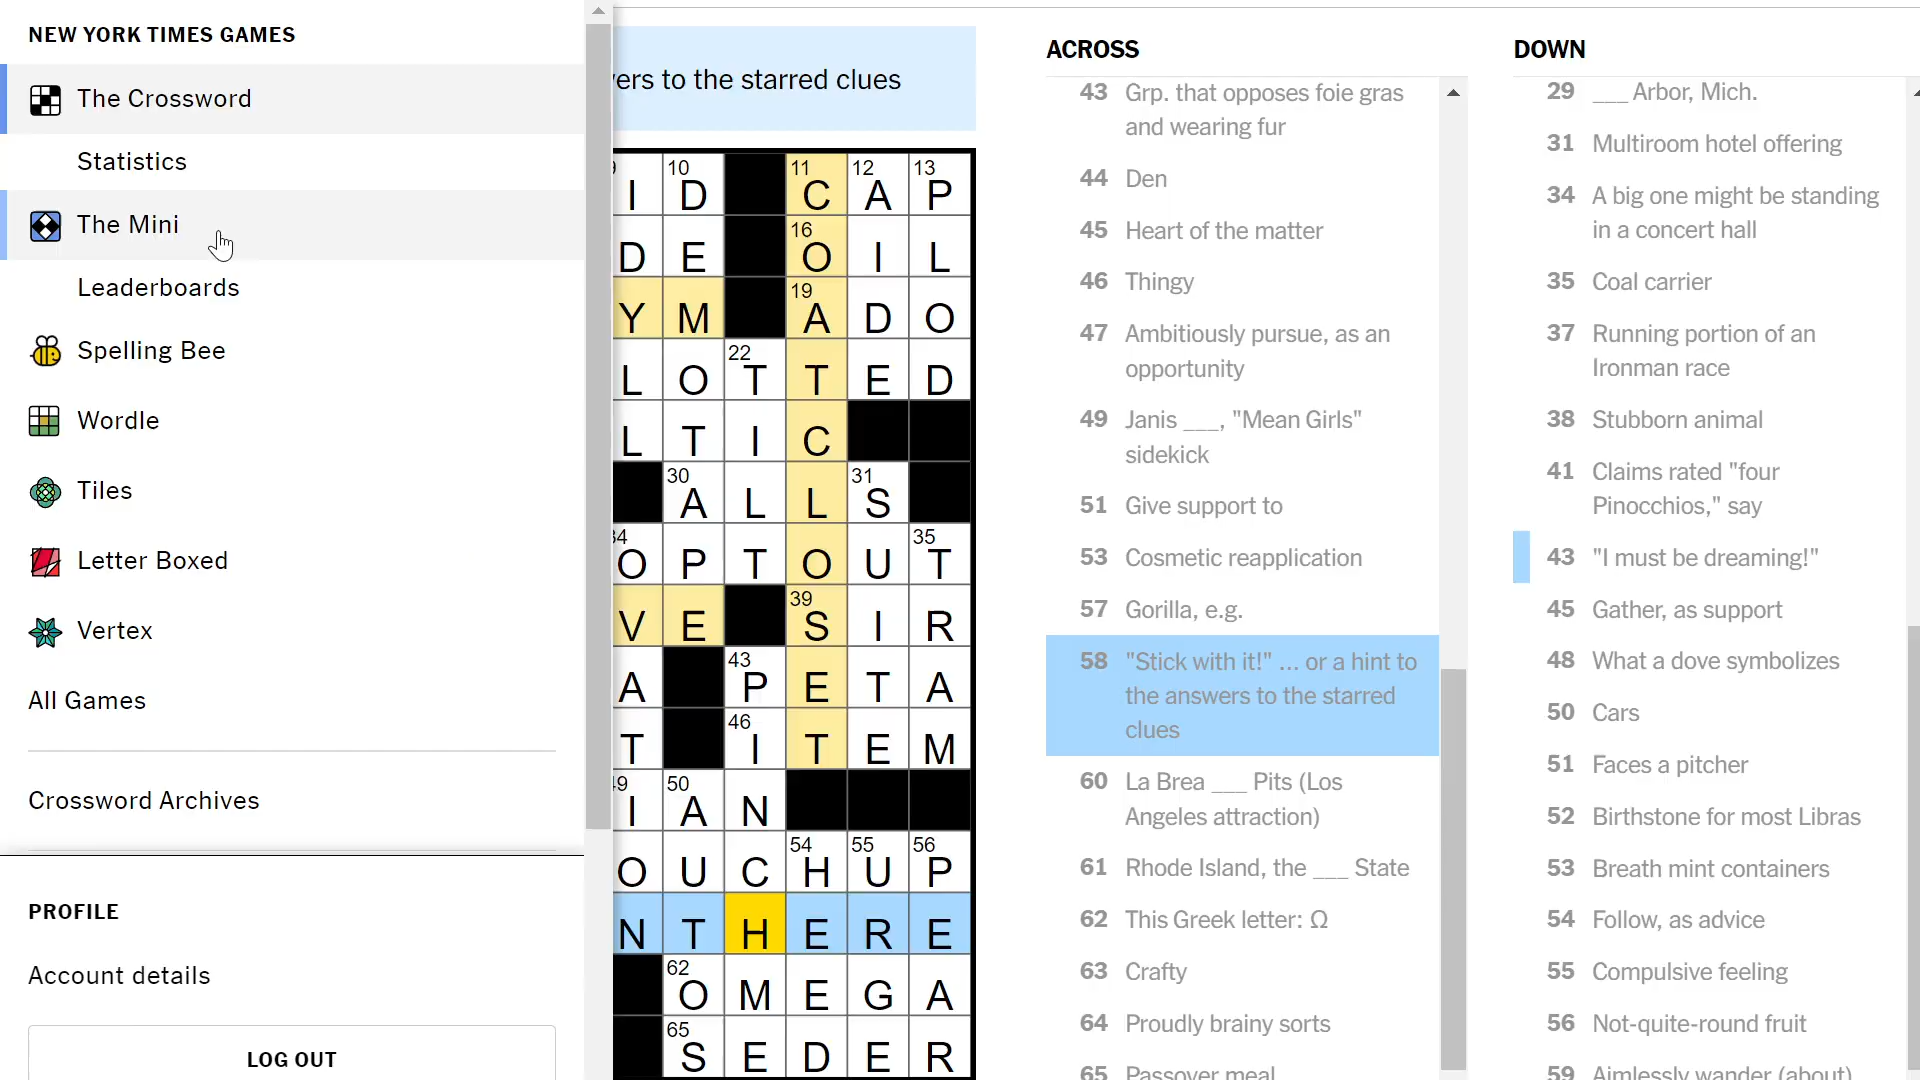 NEW YORK TIMES GAMES
The Crossword
Statistics
The Mini
Leaderboards
Spelling Bee
Wordle
Tiles
Letter Boxed
Vertex
All Games
Crossword Archives
PROFILE
Account details
LOG OUT
ers to the starred clues
10 11 12 13
I D C A P
16
D E O I L
19
Y M A D O
22
L O T T E D
L T I C
30 31
A L L S
34 35
O P T O U T
39
V E S I R
43
A P E T A
46
T I T E M
49 50
I A N
54 55 56
O U C H U P
N T H E R E
62
O M E G A
65
S E D E R
ACROSS
43 Grp. that opposes foie gras
and wearing fur
44 Den
45 Heart of the matter
46 Thingy
47 Ambitiously pursue, as an
opportunity
49 Janis ___, "Mean Girls"
sidekick
51 Give support to
53 Cosmetic reapplication
57 Gorilla, e.g.
58 "Stick with it!" ... or a hint to
the answers to the starred
clues
60 La Brea ___ Pits (Los
Angeles attraction)
61 Rhode Island, the ___ State
62 This Greek letter: Ω
63 Crafty
64 Proudly brainy sorts
65 Passover meal
DOWN
29 ___ Arbor, Mich.
31 Multiroom hotel offering
34 A big one might be standing
in a concert hall
35 Coal carrier
37 Running portion of an
Ironman race
38 Stubborn animal
41 Claims rated "four
Pinocchios," say
43 "I must be dreaming!"
45 Gather, as support
48 What a dove symbolizes
50 Cars
51 Faces a pitcher
52 Birthstone for most Libras
53 Breath mint containers
54 Follow, as advice
55 Compulsive feeling
56 Not-quite-round fruit
59 Aimlessly wander (about)